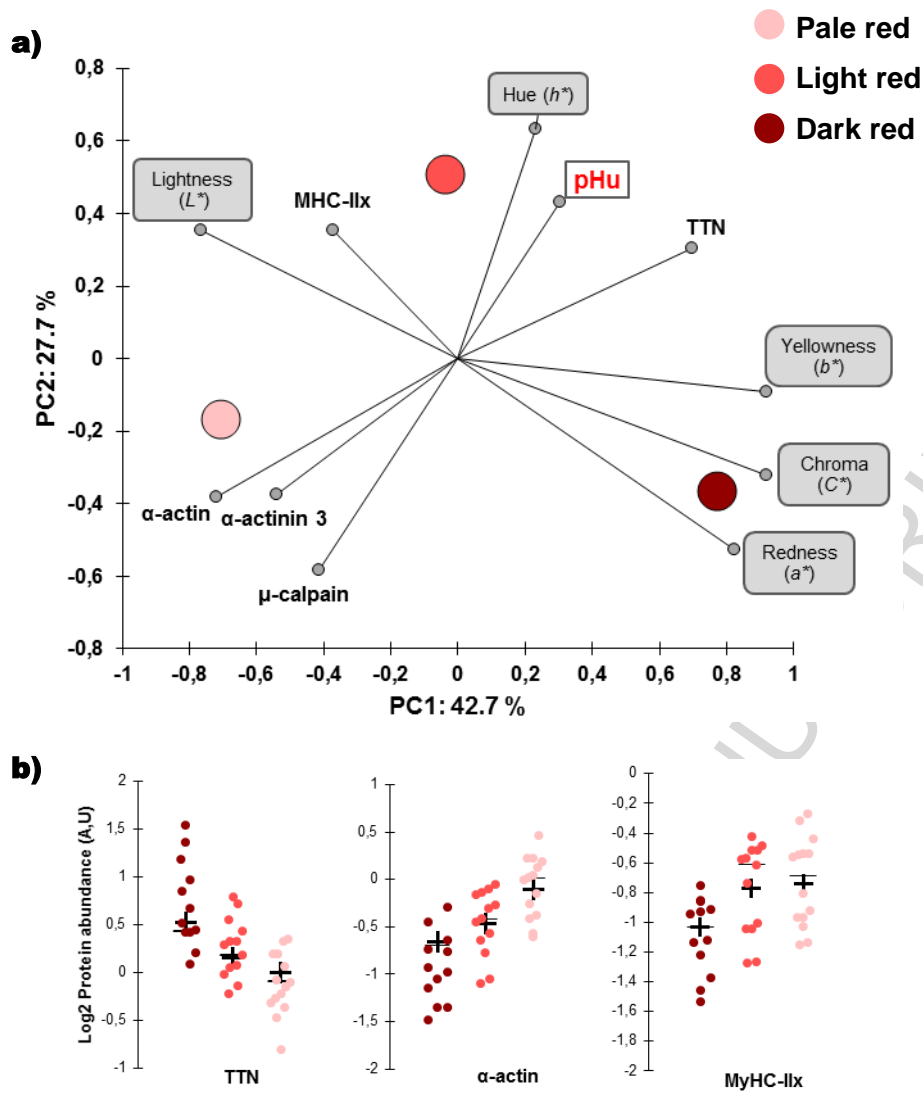 a)
Pale red
Light red
Dark red
0,8
0,6
0,4
0,2
0
-0,2
-0,4
-0,6
-0,8
PC2: 27.7 %
Hue (h*)
Lightness
(L*)
MHC-IIx
pHu
TTN
Yellowness
(b*)
Chroma
(C*)
Redness
(a*)
α-actin
α-actinin 3
μ-calpain
-1
-0,8
-0,6
-0,4
-0,2
0
0,2
0,4
0,6
0,8
1
PC1: 42.7 %
b)
Log2 Protein abundance (A,U)
2
1,5
1
0,5
0
-0,5
-1
TTN
1
0,5
0
-0,5
-1
-1,5
-2
α-actin
0
-0,2
-0,4
-0,6
-0,8
-1
-1,2
-1,4
-1,6
-1,8
-2
MyHC-IIx